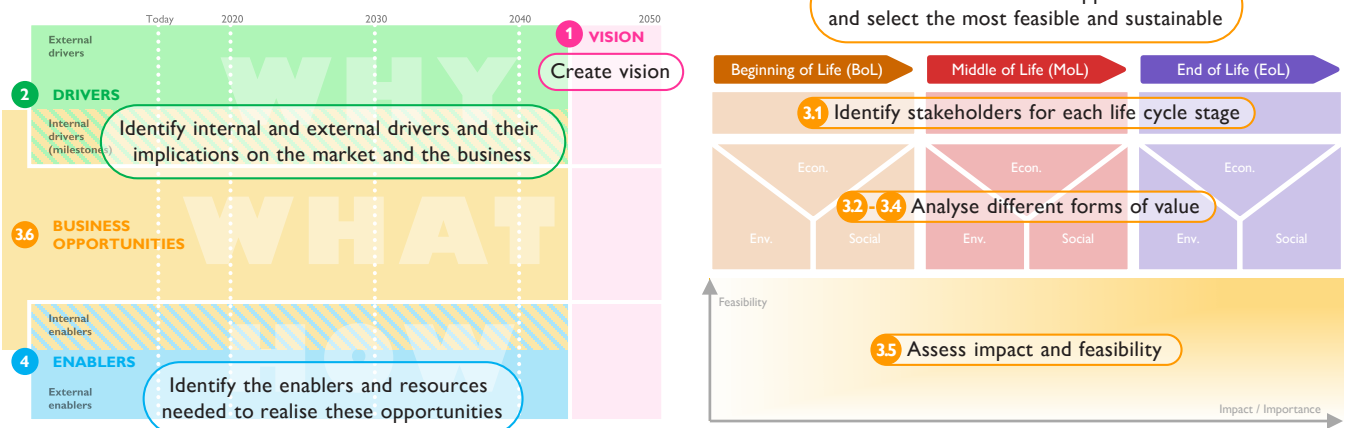 Today 2020 2030 2040 2050
External
drivers
WHY
1 VISION
Create vision
2 DRIVERS
Internal
drivers
(milestones)
Identify internal and external drivers and their
implications on the market and the business
WHAT
3.6 BUSINESS
OPPORTUNITIES
Internal
enablers
HOW
4 ENABLERS
External
enablers
Identify the enablers and resources
needed to realise these opportunities
and select the most feasible and sustainable
Beginning of Life (BoL) Middle of Life (MoL) End of Life (EoL)
3.1 Identify stakeholders for each life cycle stage
Econ. Econ. Econ.
3.2 - 3.4 Analyse different forms of value
Env. Social Env. Social Env. Social
Feasibility
3.5 Assess impact and feasibility
Impact / Importance